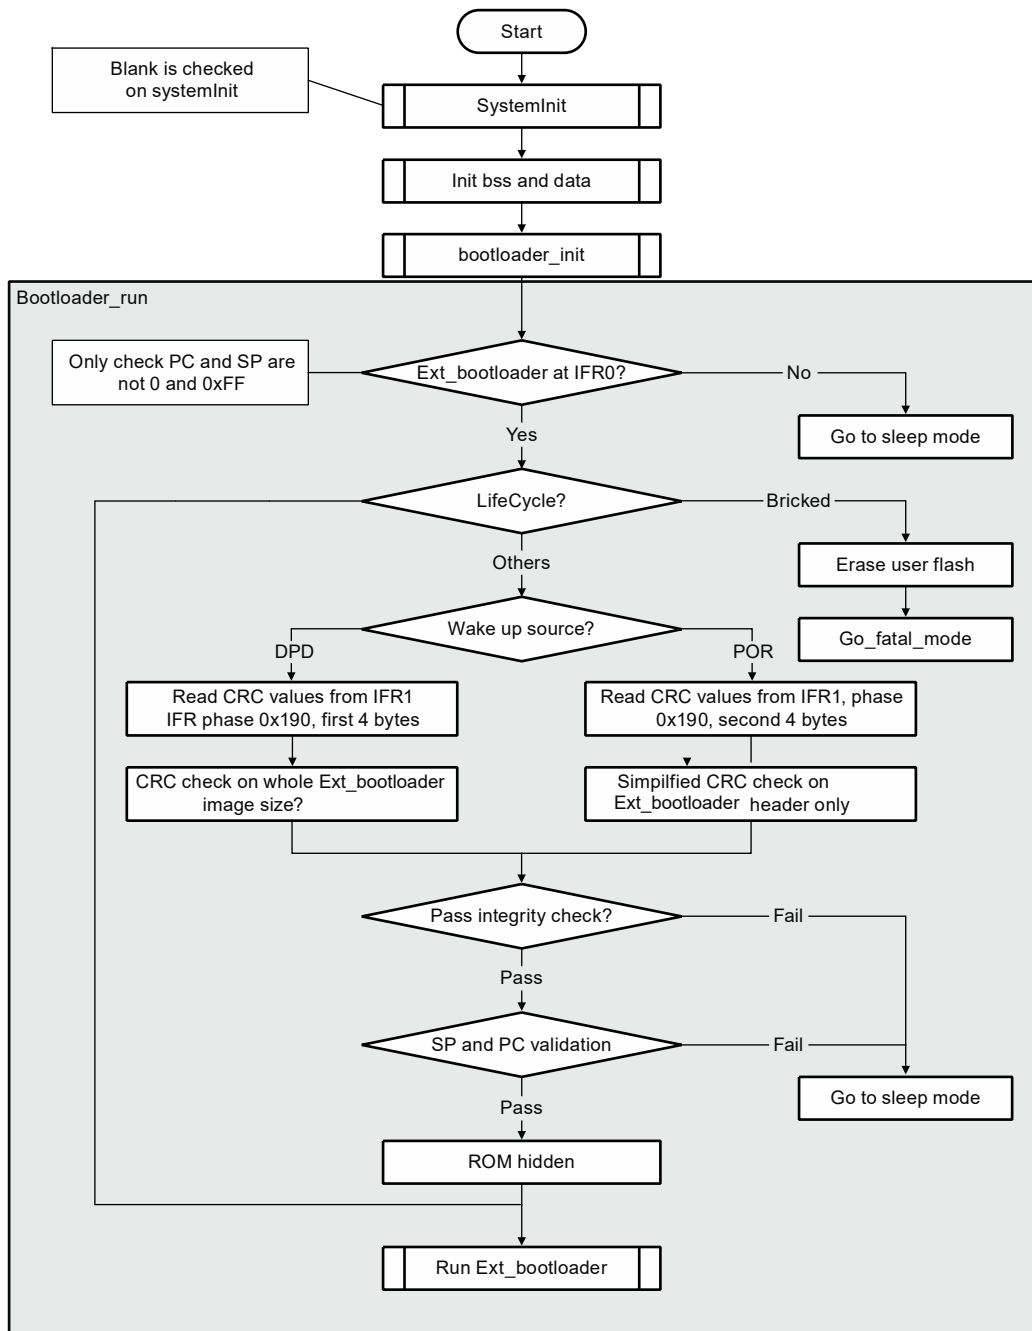 Start
Blank is checked
on systemInit
SystemInit
Init bss and data
bootloader_init
Bootloader_run
Only check PC and SP are
not 0 and 0xFF
Ext_bootloader at IFR0?
No
Go to sleep mode
Yes
LifeCycle?
Bricked
Erase user flash
Go_fatal_mode
Others
Wake up source?
DPD
POR
Read CRC values from IFR1
IFR phase 0x190, first 4 bytes
Read CRC values from IFR1, phase
0x190, second 4 bytes
CRC check on whole Ext_bootloader
image size?
Simpilfied CRC check on
Ext_bootloader header only
Pass integrity check?
Fail
Pass
SP and PC validation
Fail
Go to sleep mode
Pass
ROM hidden
Run Ext_bootloader